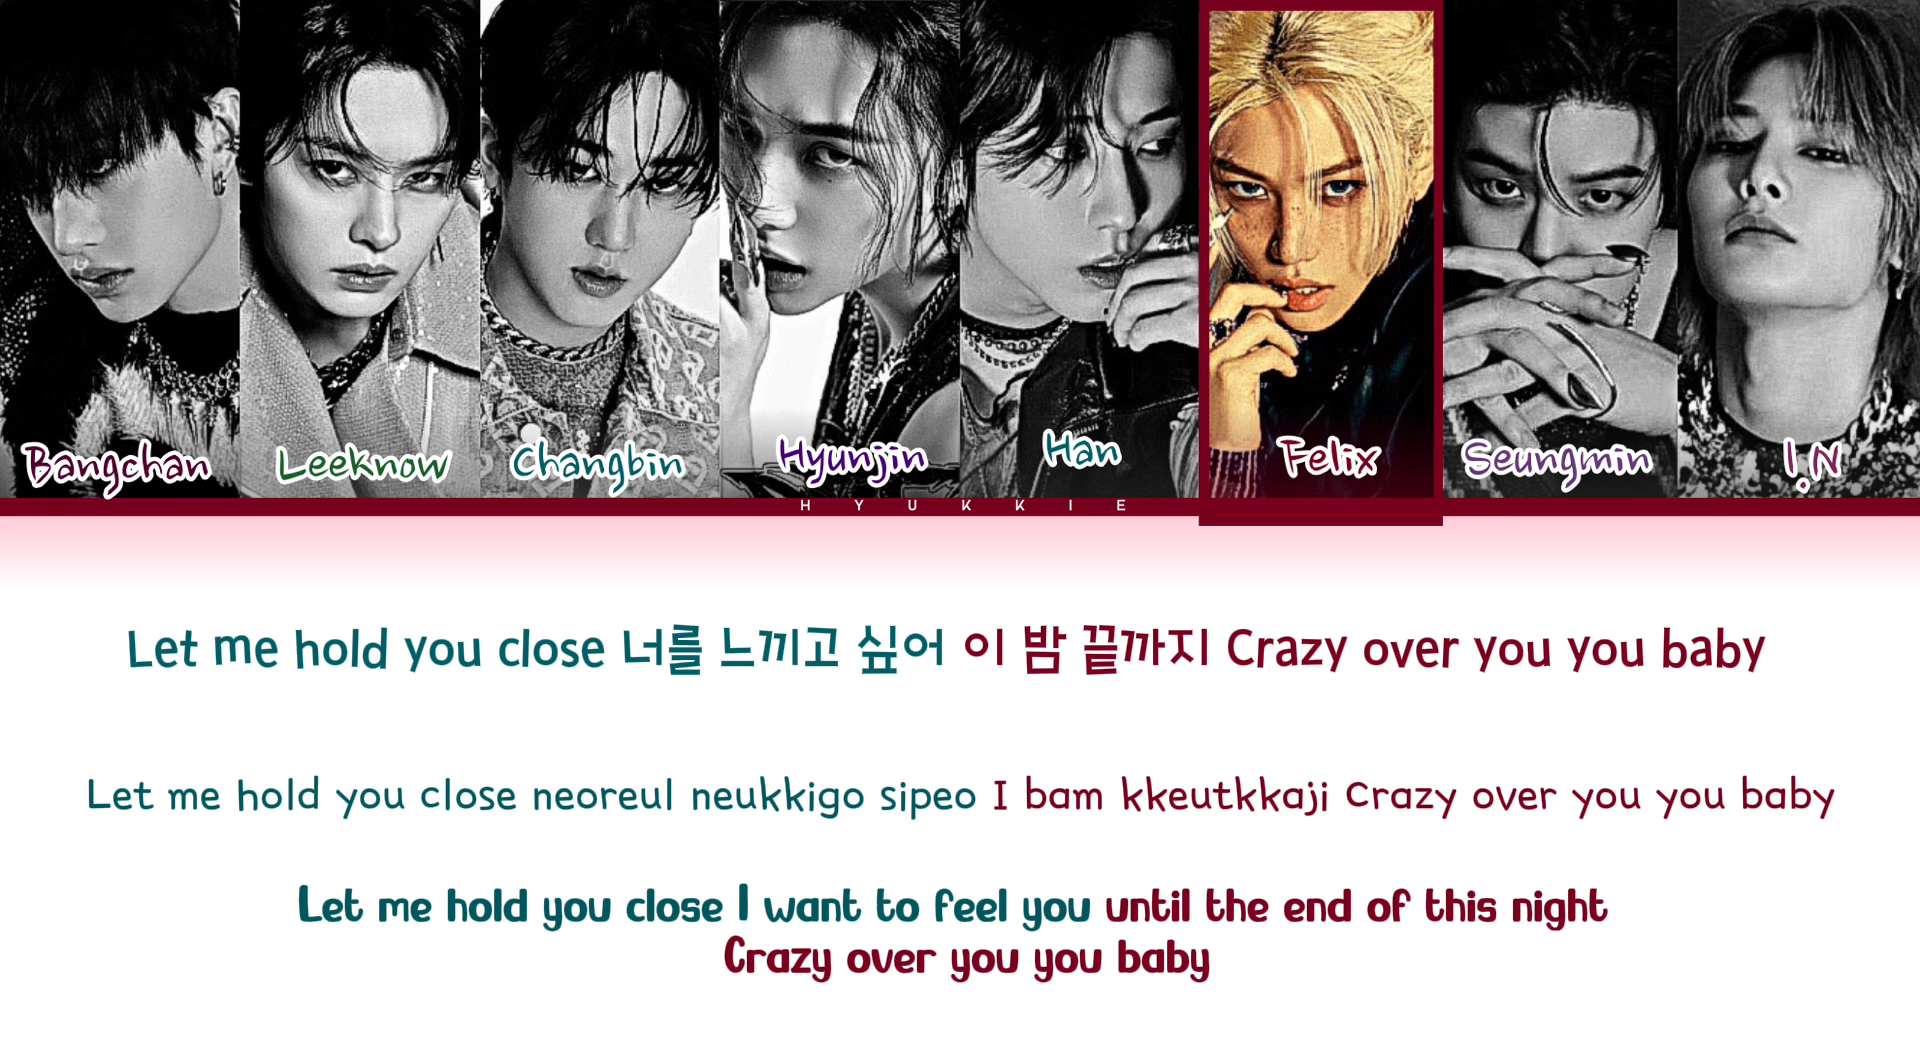 Bangchan Leeknow Changbin Hyunjin Han Felix Seungmin I.N
HYUKKIE
Let me hold you close 너를 느끼고 싶어 이 밤 끝까지 Crazy over you you baby
Let me hold you close neoreul neukkigo sipeo I bam kkeutkkaji Crazy over you you baby
Let me hold you close I want to feel you until the end of this night
Crazy over you you baby